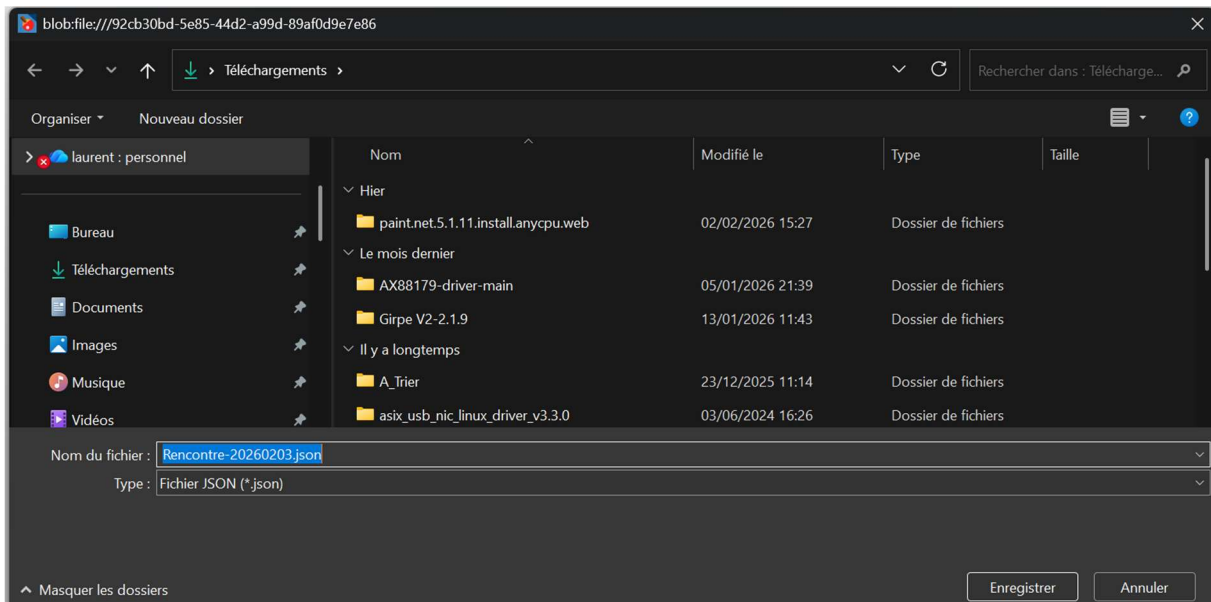 blob:file:///92cb30bd-5e85-44d2-a99d-89af0d9e7e86
Téléchargements
Rechercher dans : Télécharge...
Organiser Nouveau dossier
laurent : personnel
Bureau
Téléchargements
Documents
Images
Musique
Vidéos
Nom Modifié le Type Taille
Hier
paint.net.5.1.11.install.anycpu.web 02/02/2026 15:27 Dossier de fichiers
Le mois dernier
AX88179-driver-main 05/01/2026 21:39 Dossier de fichiers
Girpe V2-2.1.9 13/01/2026 11:43 Dossier de fichiers
Il y a longtemps
A_Trier 23/12/2025 11:14 Dossier de fichiers
asix_usb_nic_linux_driver_v3.3.0 03/06/2024 16:26 Dossier de fichiers
Nom du fichier : Rencontre-20260203.json
Type : Fichier JSON (*.json)
Masquer les dossiers
Enregistrer Annuler